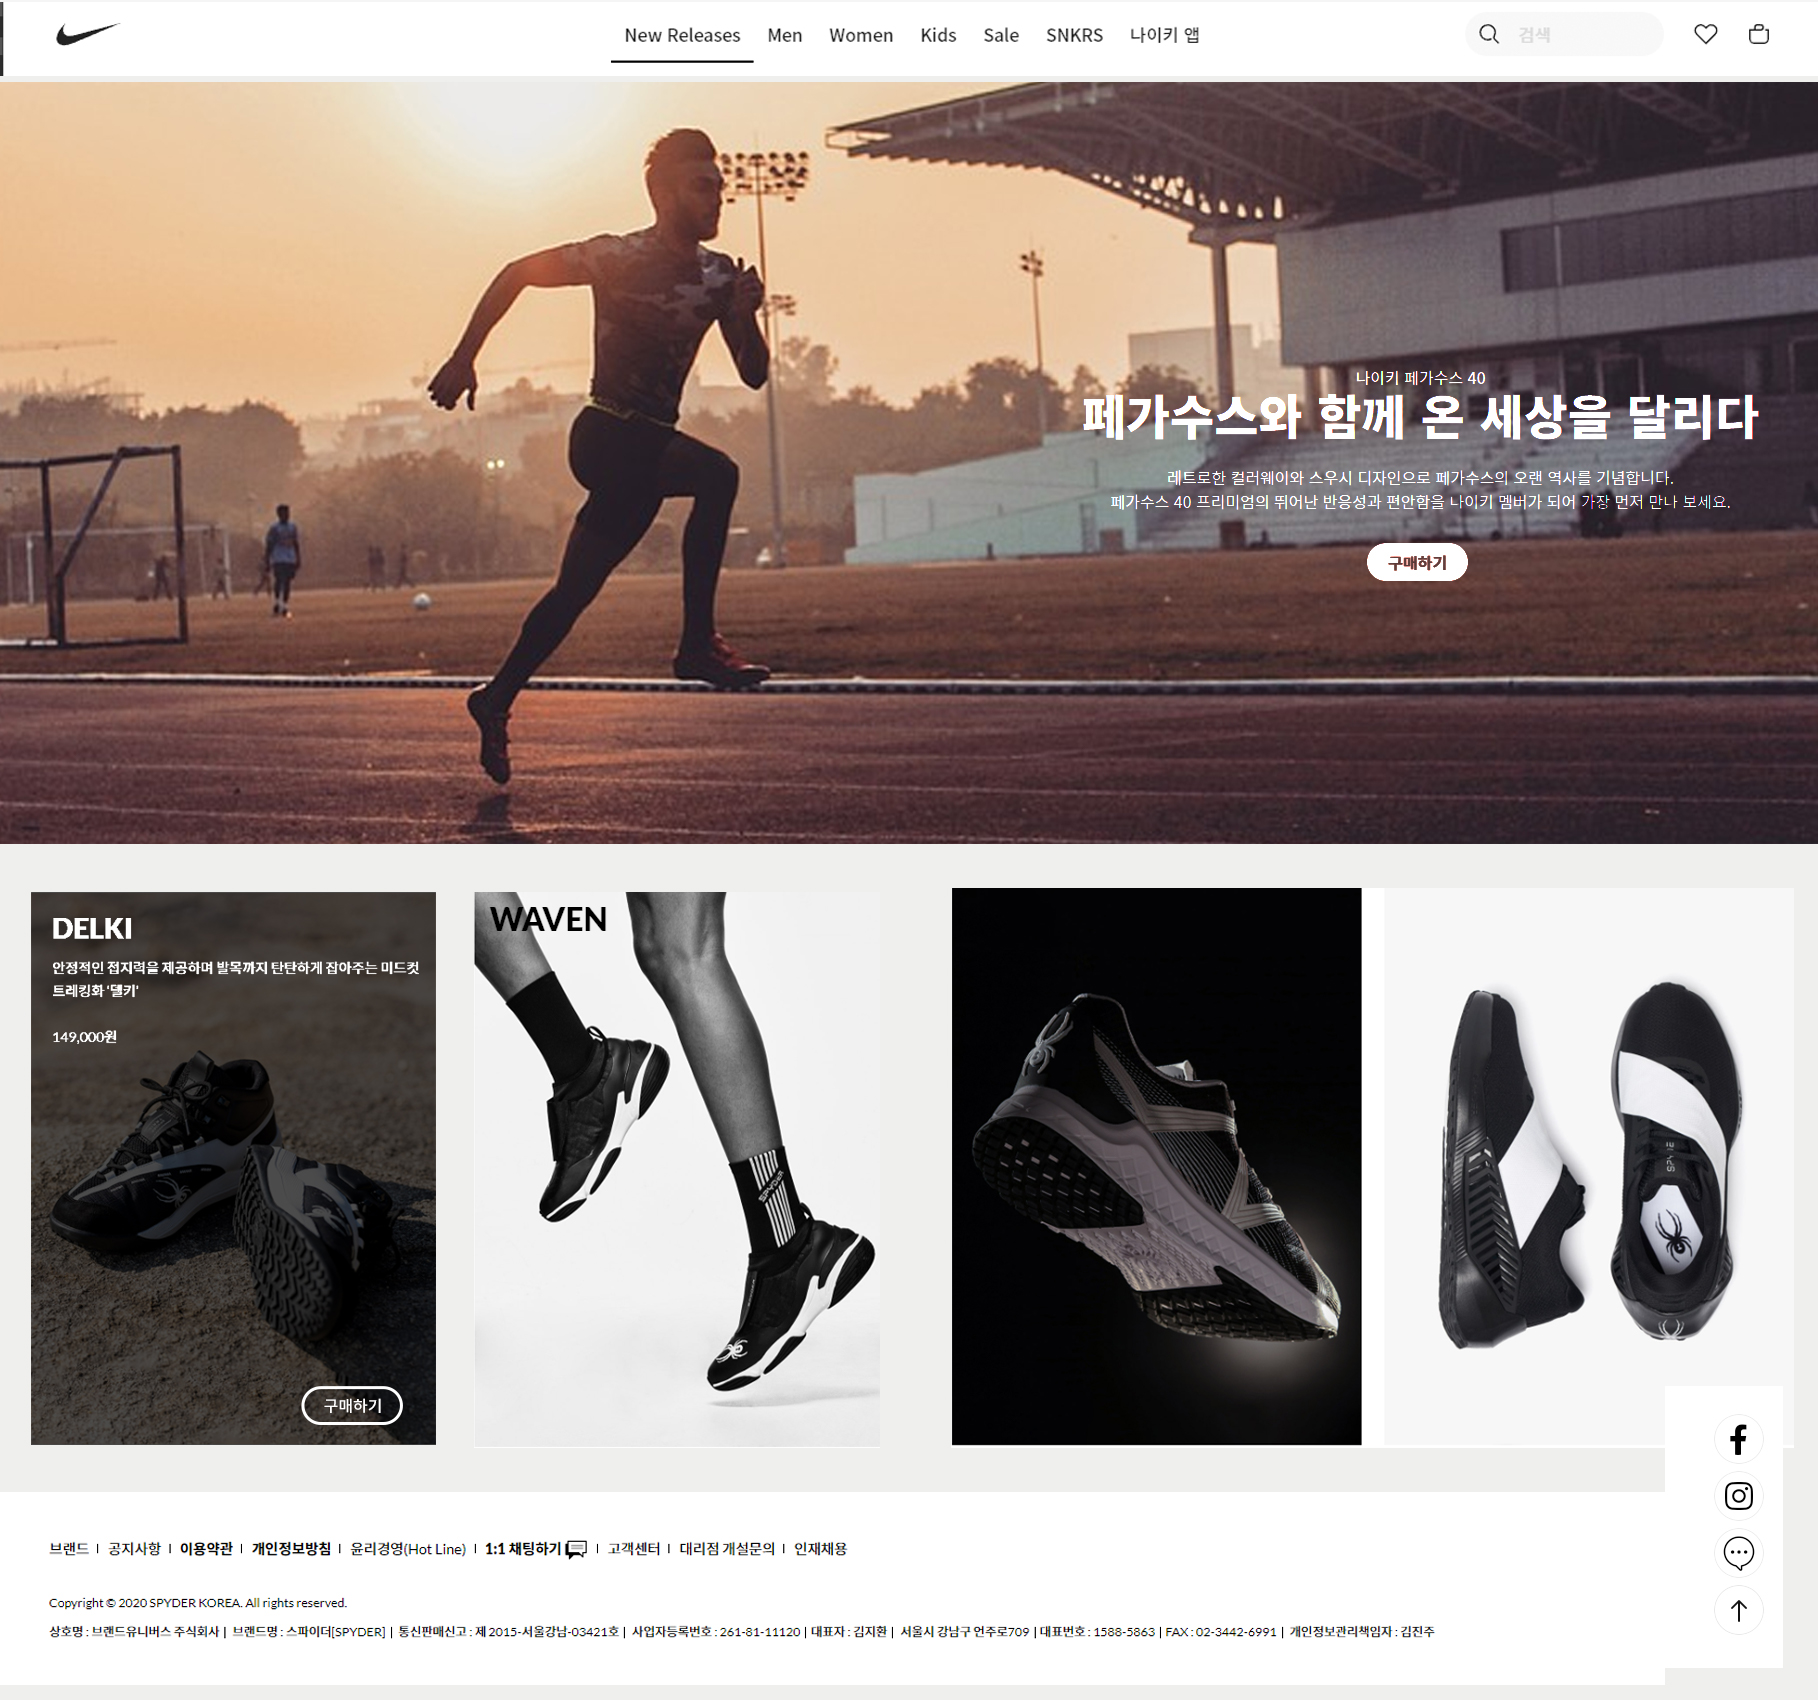 New Releases Men Women Kids Sale SNKRS 나이키 앱
검색
나이키 페가수스 40
페가수스와 함께 온 세상을 달리다
레트로한 컬러웨이와 스우시 디자인으로 페가수스의 오랜 역사를 기념합니다.
페가수스 40 프리미엄의 뛰어난 반응성과 편안함을 나이키 멤버가 되어 가장 먼저 만나 보세요.
구매하기
DELKI
안정적인 접지력을 제공하며 발목까지 탄탄하게 잡아주는 미드컷
트레킹화 '델키'
149,000원
구매하기
WAVEN
SPYDER
브랜드 | 공지사항 | 이용약관 | 개인정보방침 | 윤리경영(Hot Line) | 1:1 채팅하기 | 고객센터 | 대리점 개설문의 | 인재채용
Copyright © 2020 SPYDER KOREA. All rights reserved.
상호명 : 브랜드유니버스 주식회사 | 브랜드명 : 스파이더[SPYDER] | 통신판매신고 : 제 2015-서울강남-03421호 | 사업자등록번호 : 261-81-11120 | 대표자 : 김지환 | 서울시 강남구 언주로709 | 대표번호 : 1588-5863 | FAX : 02-3442-6991 | 개인정보관리책임자 : 김진주